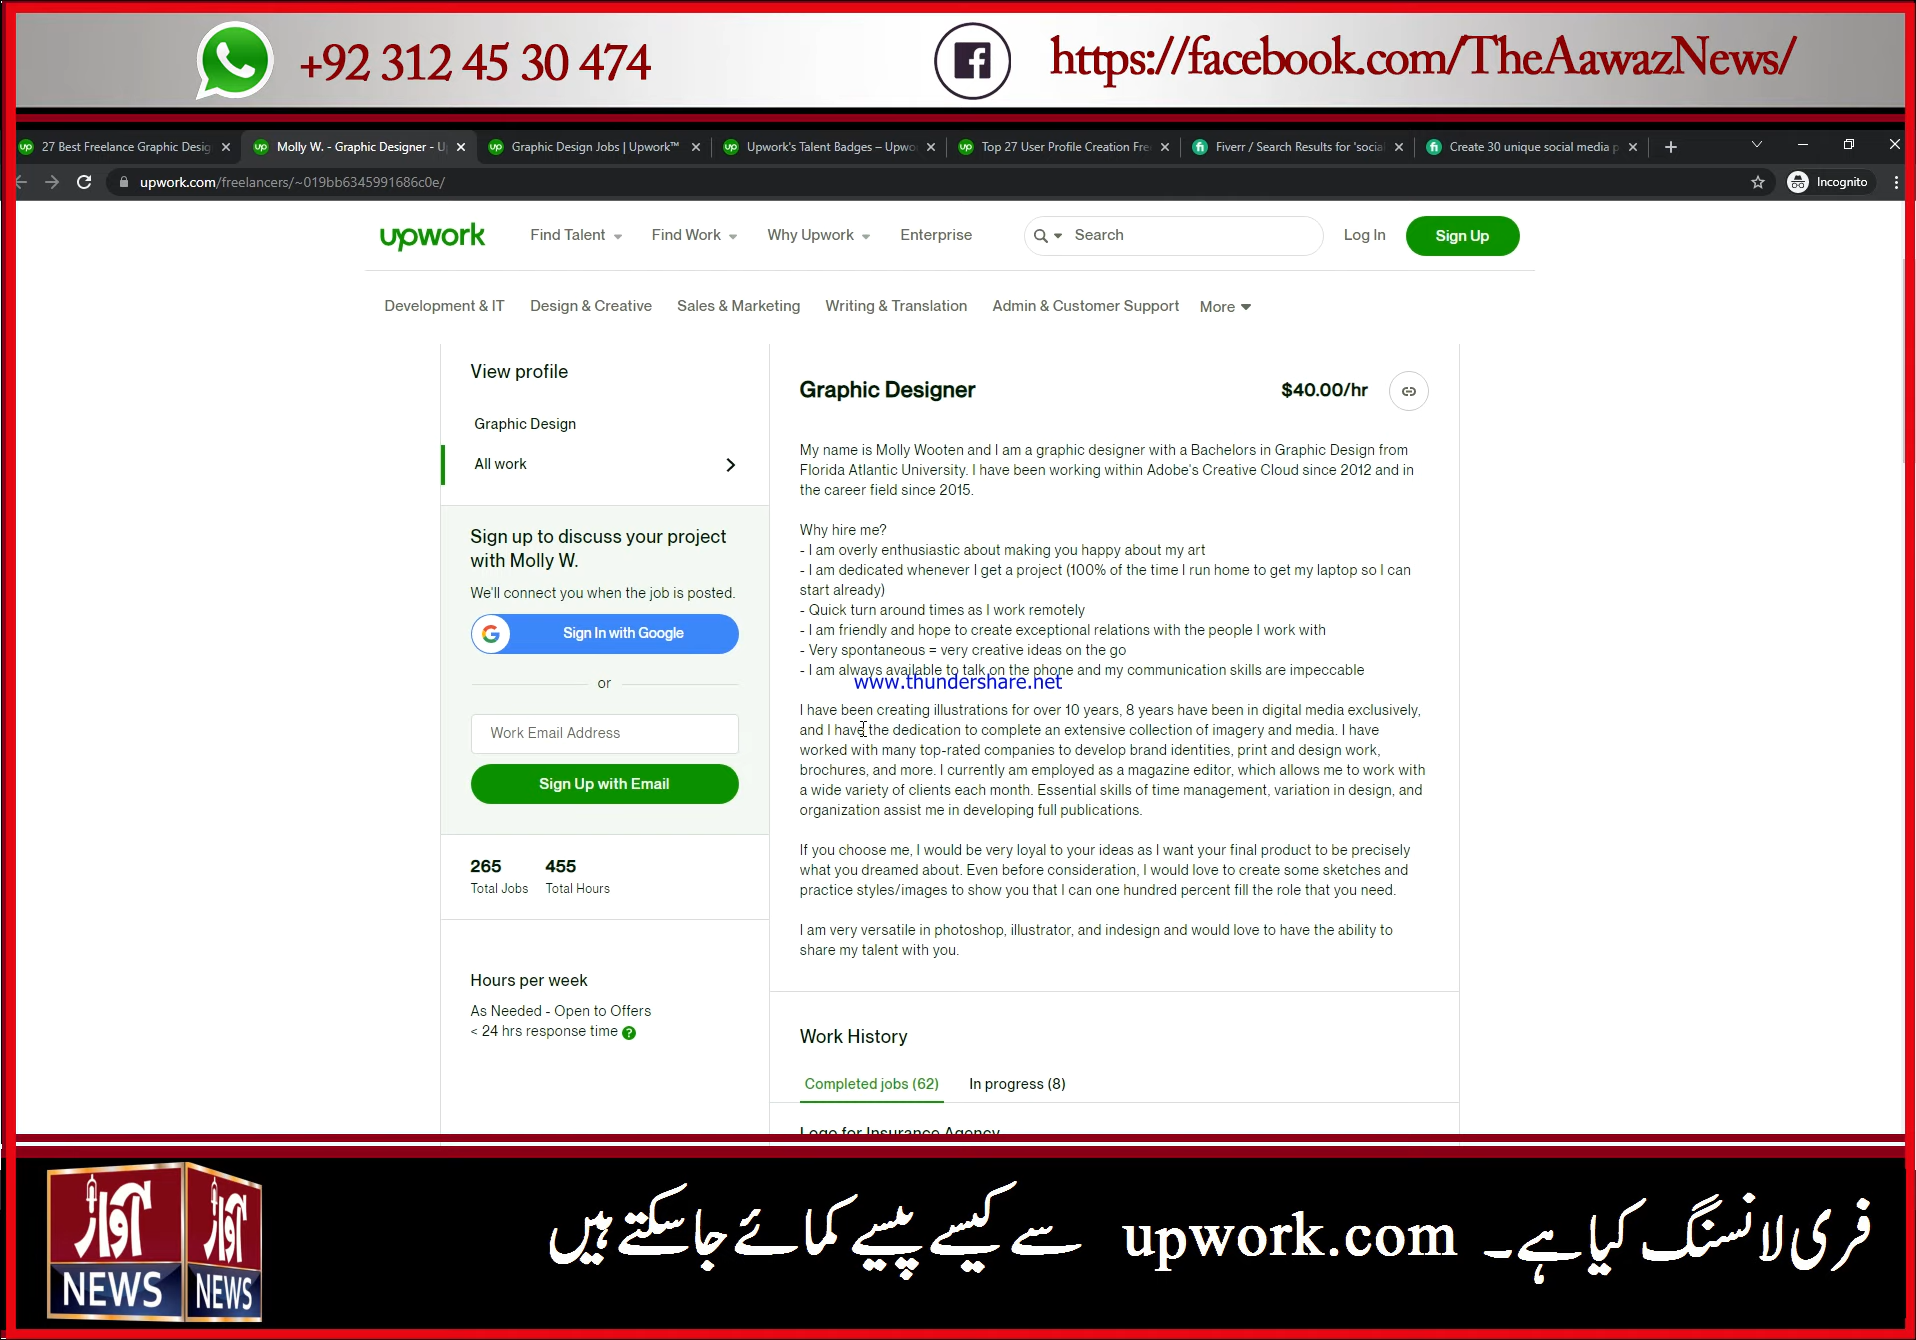 +92 312 45 30 474
https://facebook.com/TheAawazNews/
27 Best Freelance Graphic Desig
Molly W. - Graphic Designer - U
Graphic Design Jobs | Upwork™
Upwork's Talent Badges – Upwo
Top 27 User Profile Creation Fre
Fiverr / Search Results for 'social
Create 30 unique social media p
upwork.com/freelancers/~019bb6345991686c0e/
Incognito
upwork
Find Talent
Find Work
Why Upwork
Enterprise
Search
Log In
Sign Up
Development & IT
Design & Creative
Sales & Marketing
Writing & Translation
Admin & Customer Support
More
View profile
Graphic Design
All work
Sign up to discuss your project
with Molly W.
We'll connect you when the job is posted.
Sign In with Google
or
Work Email Address
Sign Up with Email
265
455
Total Jobs
Total Hours
Hours per week
As Needed - Open to Offers
< 24 hrs response time
Graphic Designer
$40.00/hr
My name is Molly Wooten and I am a graphic designer with a Bachelors in Graphic Design from
Florida Atlantic University. I have been working within Adobe's Creative Cloud since 2012 and in
the career field since 2015.
Why hire me?
- I am overly enthusiastic about making you happy about my art
- I am dedicated whenever I get a project (100% of the time I run home to get my laptop so I can
start already)
- Quick turn around times as I work remotely
- I am friendly and hope to create exceptional relations with the people I work with
- Very spontaneous = very creative ideas on the go
- I am always available to talk on the phone and my communication skills are impeccable
www.thundershare.net
I have been creating illustrations for over 10 years, 8 years have been in digital media exclusively,
and I have the dedication to complete an extensive collection of imagery and media. I have
worked with many top-rated companies to develop brand identities, print and design work,
brochures, and more. I currently am employed as a magazine editor, which allows me to work with
a wide variety of clients each month. Essential skills of time management, variation in design, and
organization assist me in developing full publications.
If you choose me, I would be very loyal to your ideas as I want your final product to be precisely
what you dreamed about. Even before consideration, I would love to create some sketches and
practice styles/images to show you that I can one hundred percent fill the role that you need.
I am very versatile in photoshop, illustrator, and indesign and would love to have the ability to
share my talent with you.
Work History
Completed jobs (62)
In progress (8)
Logo for Insurance Agency
آواز
NEWS
آواز
NEWS
فری لانسنگ کیا ہے۔ upwork.com سے کیسے پیسے کمائے جا سکتے ہیں